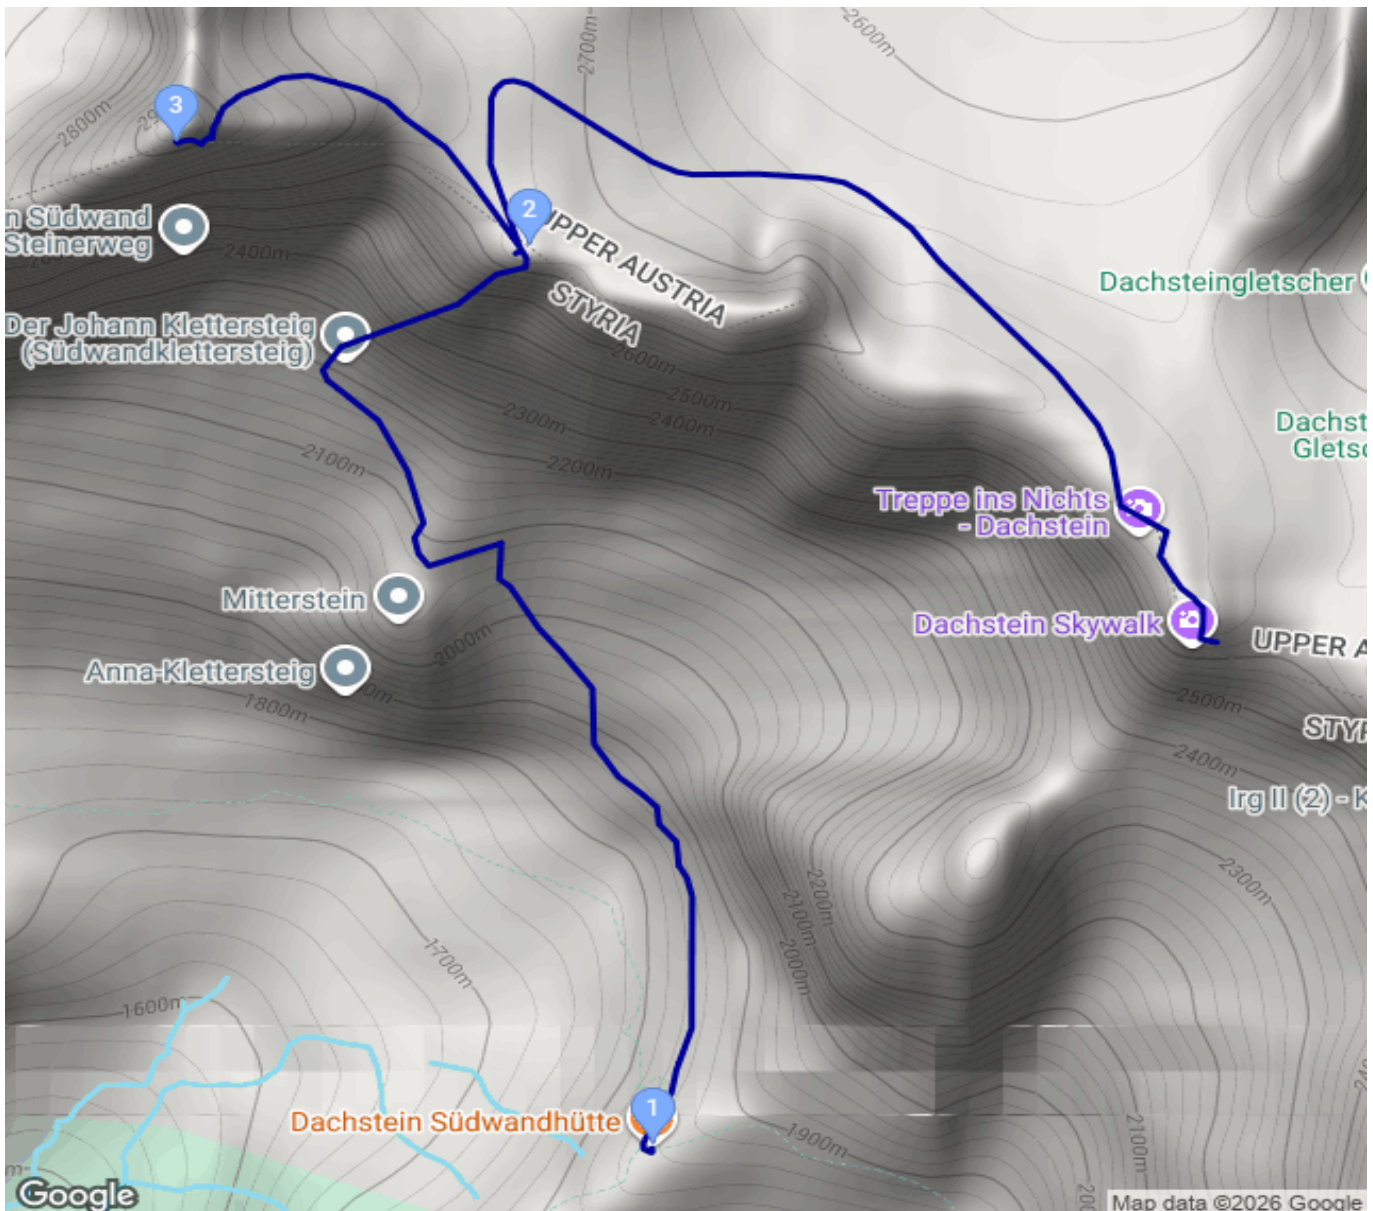 2600m
2700m
2800m
3
2
n Südwand
Steinerweg
2400m
UPPER AUSTRIA
STYRIA
Dachsteingletscher
Der Johann Klettersteig
(Südwandklettersteig)
2600m
2500m
2300m
2400m
Dachst
Gletsc
2100m
2200m
Treppe ins Nichts
- Dachstein
Mitterstein
Dachstein Skywalk
UPPER A
2000m
Anna-Klettersteig
1800m
2500m
STYR
2400m
Irg II (2) - K
2300m
2200m
2100m
2000m
1700m
1600m
1
Dachstein Südwandhütte
1900m
2100m
Google
Map data ©2026 Google